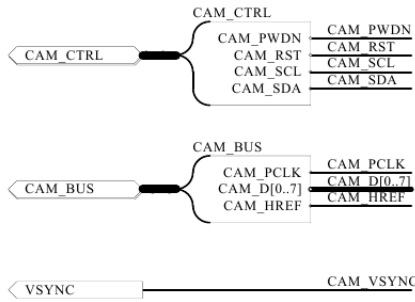 CAM_CTRL
CAM_PWDN CAM_PWDN
CAM_RST CAM_RST
CAM_CTRL CAM_SCL CAM_SCL
CAM_SDA CAM_SDA
CAM_BUS
CAM_PCLK CAM_PCLK
CAM_BUS CAM_D[0..7] CAM_D[0..7]
CAM_HREF CAM_HREF
VSYNC CAM_VSYNC